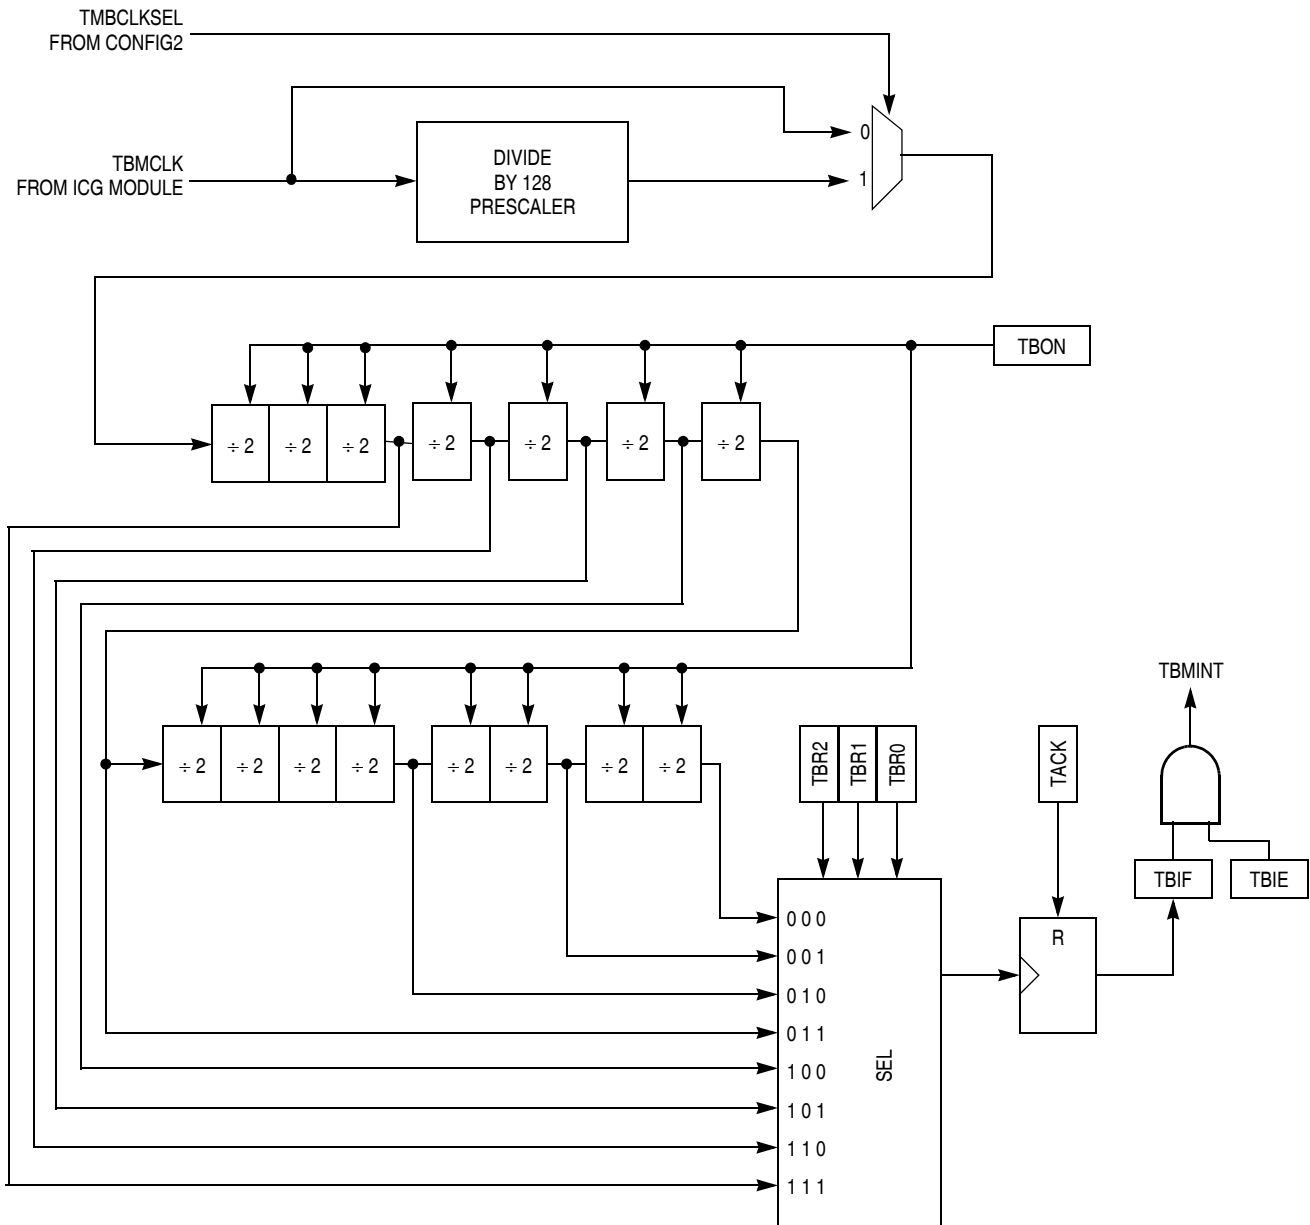 TMBCLKSEL
FROM CONFIG2
TBMCLK
FROM ICG MODULE
DIVIDE
BY 128
PRESCALER
0
1
TBON
÷ 2
÷ 2
÷ 2
÷ 2
÷ 2
÷ 2
÷ 2
TBMINT
÷ 2
÷ 2
÷ 2
÷ 2
÷ 2
÷ 2
÷ 2
÷ 2
TBR2
TBR1
TBR0
TACK
TBIF
TBIE
0 0 0
0 0 1
0 1 0
0 1 1
1 0 0
1 0 1
1 1 0
1 1 1
SEL
R